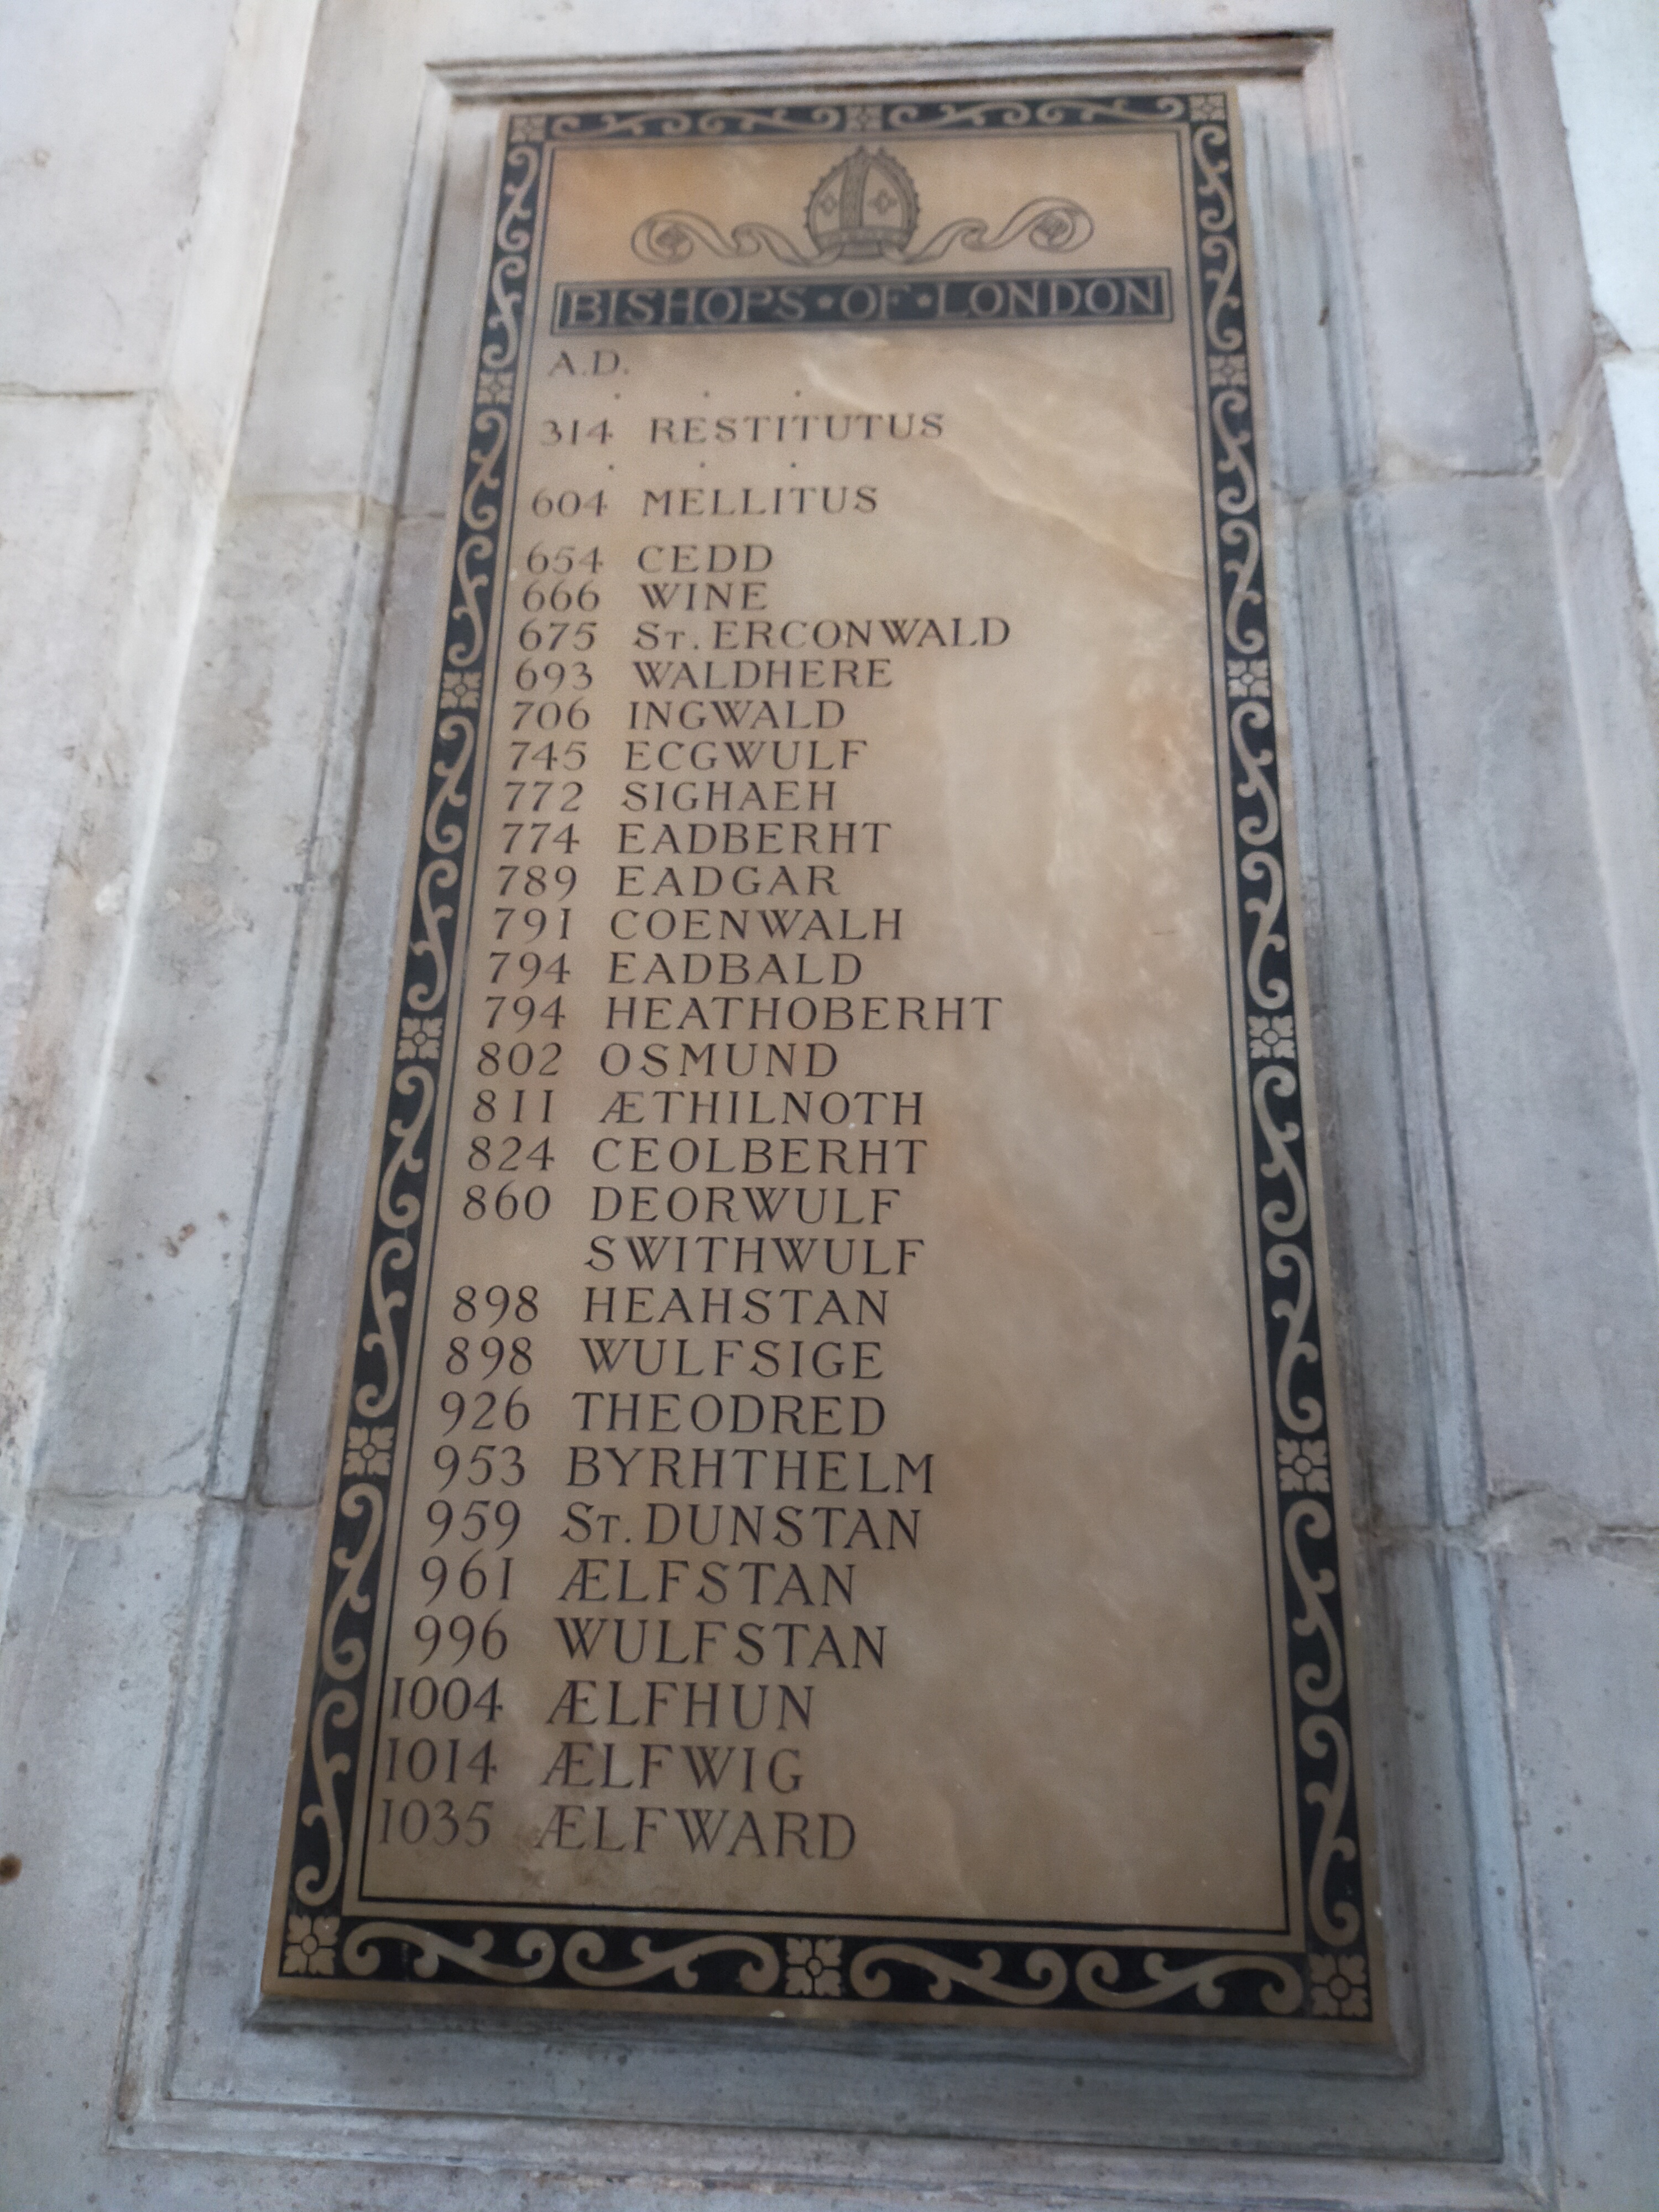 BISHOPS•OF•LONDON
A.D.
. . .
314 RESTITUTUS
. . .
604 MELLITUS
654 CEDD
666 WINE
675 St. ERCONWALD
693 WALDHERE
706 INGWALD
745 ECGWULF
772 SIGHAEH
774 EADBERHT
789 EADGAR
791 COENWALH
794 EADBALD
794 HEATHOBERHT
802 OSMUND
811 ÆTHILNOTH
824 CEOLBERHT
860 DEORWULF
SWITHWULF
898 HEAHSTAN
898 WULFSIGE
926 THEODRED
953 BYRHTHELM
959 St. DUNSTAN
961 ÆLFSTAN
996 WULFSTAN
1004 ÆLFHUN
1014 ÆLFWIG
1035 ÆLFWARD